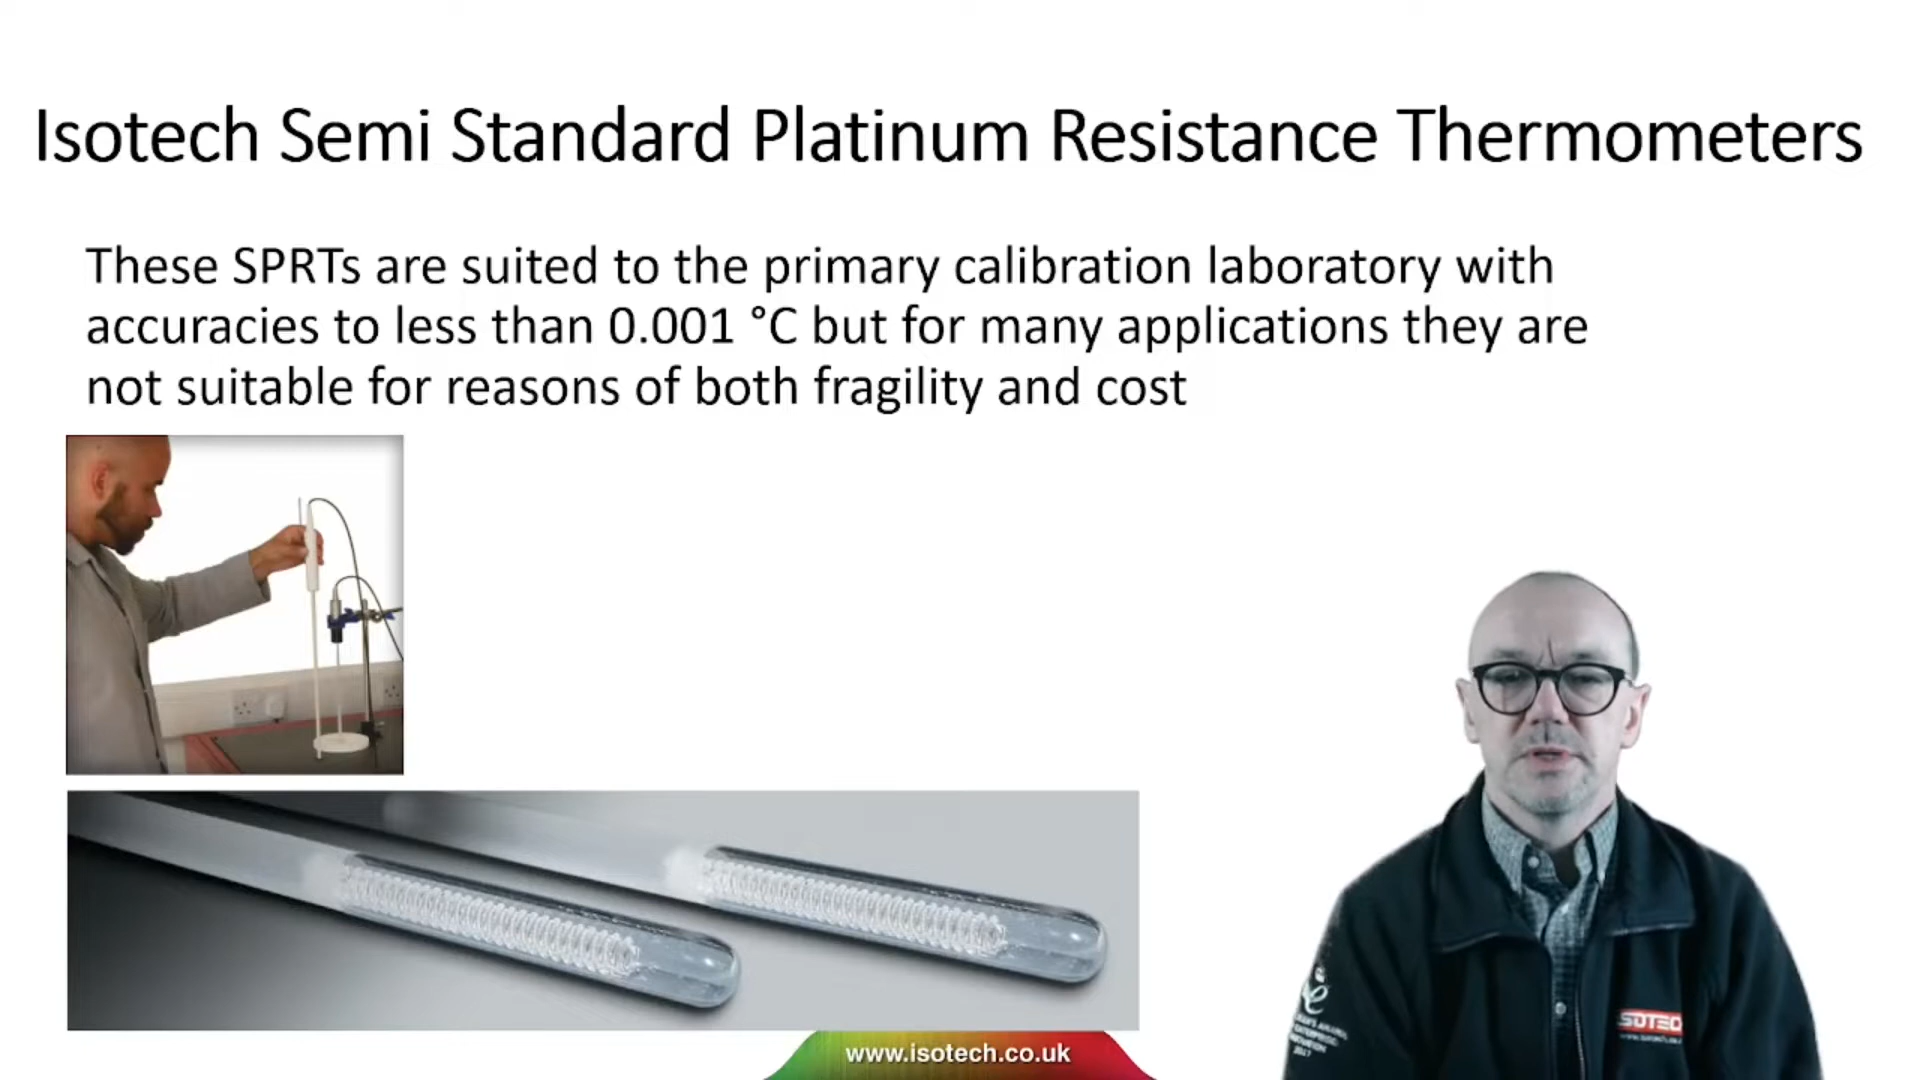 Isotech Semi Standard Platinum Resistance Thermometers
These SPRTs are suited to the primary calibration laboratory with
accuracies to less than 0.001 °C but for many applications they are
not suitable for reasons of both fragility and cost
www.isotech.co.uk
ISOTEC
2017